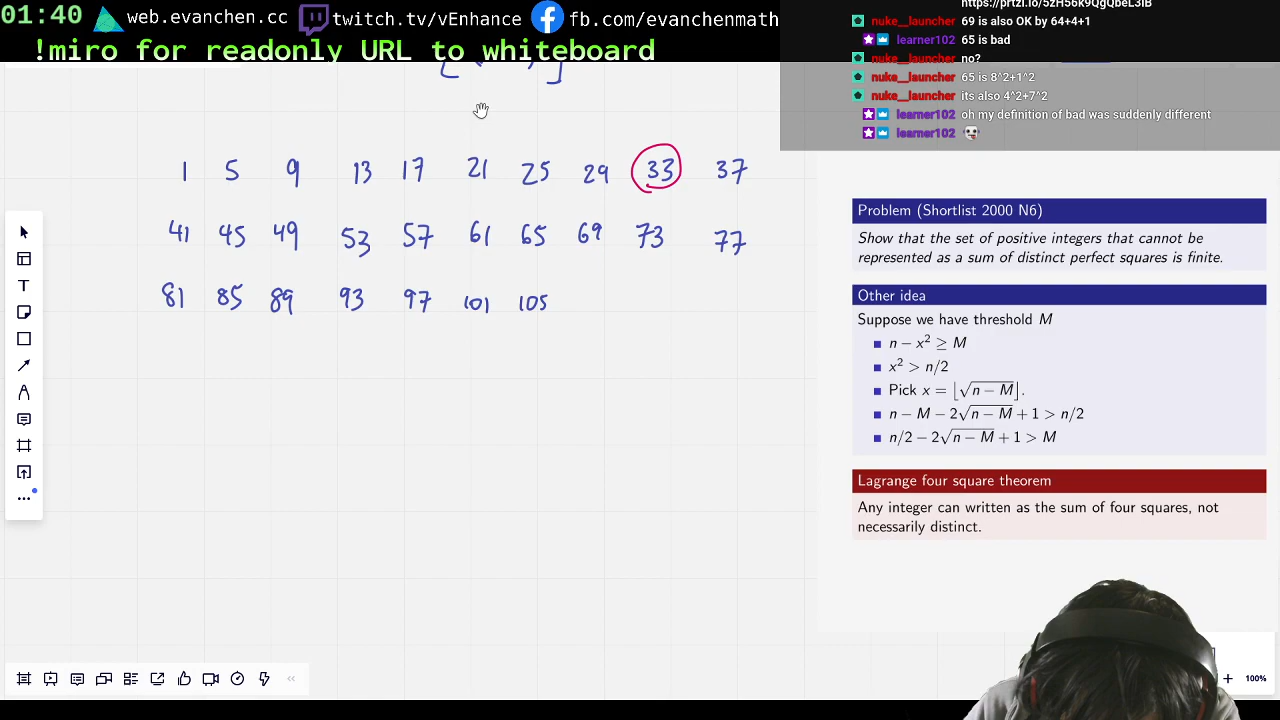 01:40 web.evanchen.cc twitch.tv/vEnhance fb.com/evanchenmath
!miro for readonly URL to whiteboard
nuke__launcher 69 is also OK by 64+4+1
learner102 65 is bad
nuke__launcher no?
nuke__launcher 65 is 8^2+1^2
nuke__launcher its also 4^2+7^2
learner102 oh my definition of bad was suddenly different
learner102
1 5 9 13 17 21 25 29 33 37
41 45 49 53 57 61 65 69 73 77
81 85 89 93 97 101 105
Problem (Shortlist 2000 N6)
Show that the set of positive integers that cannot be
represented as a sum of distinct perfect squares is finite.
Other idea
Suppose we have threshold M
n − x² ≥ M
x² > n/2
Pick x = ⌊√(n − M)⌋.
n − M − 2√(n − M) + 1 > n/2
n/2 − 2√(n − M) + 1 > M
Lagrange four square theorem
Any integer can written as the sum of four squares, not
necessarily distinct.
100%